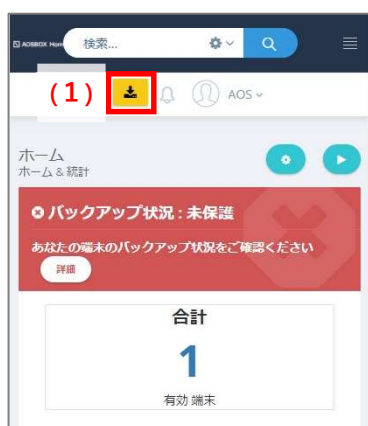 AOSBOX Home 検索...
(1) AOS
ホーム
ホーム & 統計
バックアップ状況 : 未保護
あなたの端末のバックアップ状況をご確認ください
詳細
合計
1
有効 端末